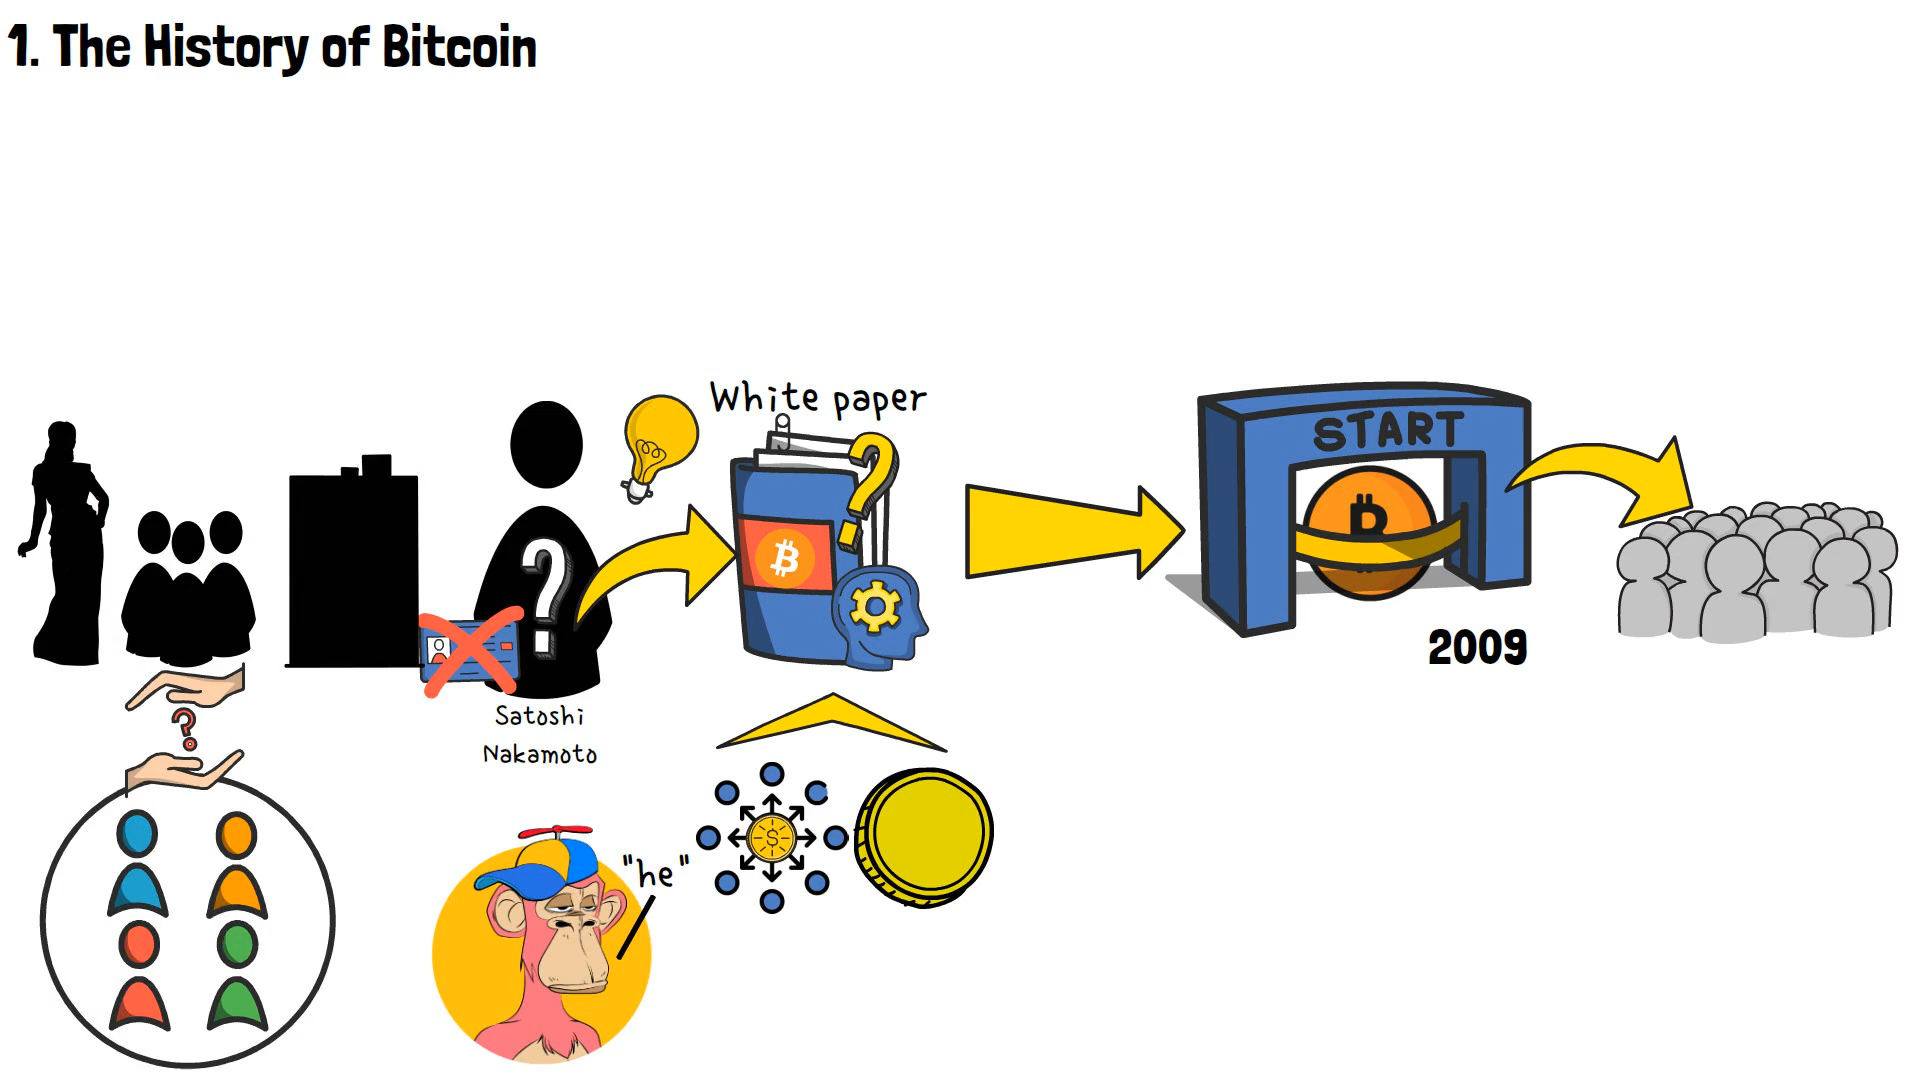 1. The History of Bitcoin
White paper
?
START
?
2009
?
Satoshi
Nakamoto
"he"
$